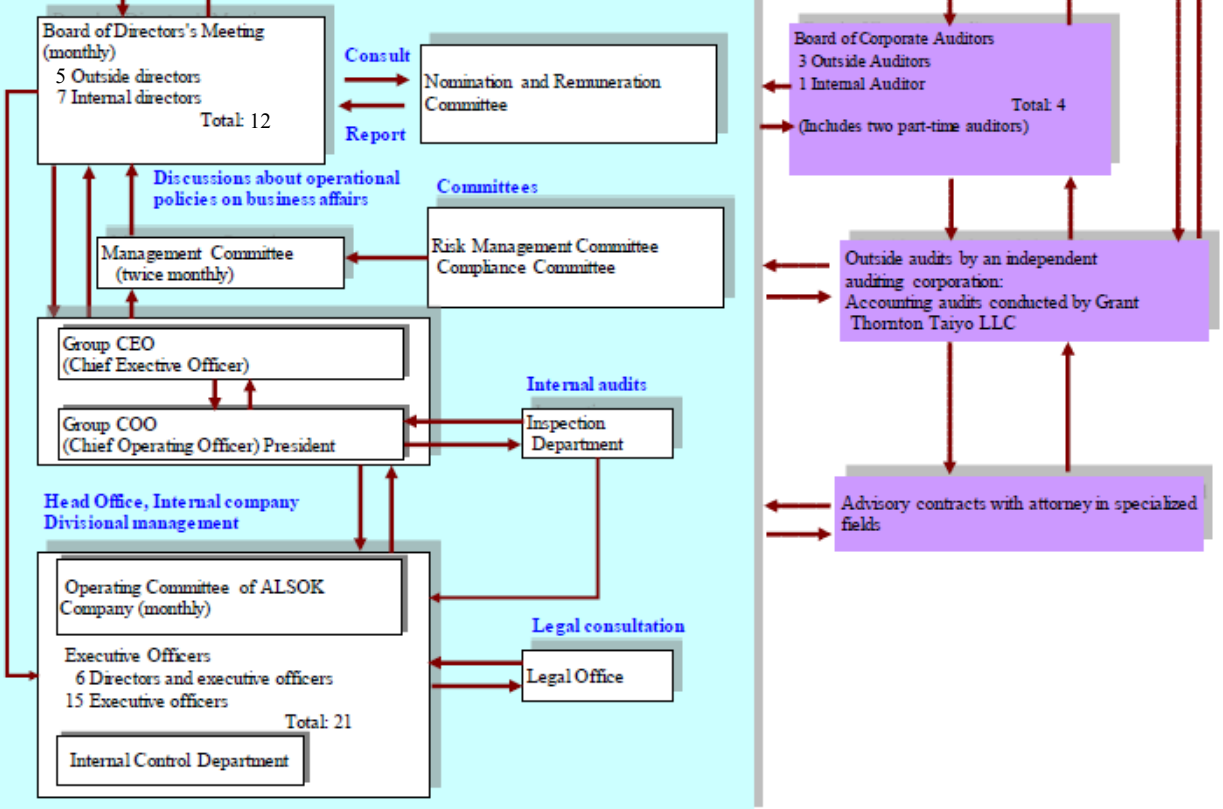 Board of Directors's Meeting
(monthly)
5 Outside directors
7 Internal directors
Total: 12
Consult
Report
Nomination and Remuneration
Committee
Discussions about operational
policies on business affairs
Committees
Risk Management Committee
Compliance Committee
Management Committee
(twice monthly)
Group CEO
(Chief Exective Officer)
Group COO
(Chief Operating Officer) President
Internal audits
Inspection
Department
Head Office, Internal company
Divisional management
Operating Committee of ALSOK
Company (monthly)
Executive Officers
6 Directors and executive officers
15 Executive officers
Total: 21
Internal Control Department
Legal consultation
Legal Office
Board of Corporate Auditors
3 Outside Auditors
1 Internal Auditor
Total: 4
(Includes two part-time auditors)
Outside audits by an independent
auditing corporation:
Accounting audits conducted by Grant
Thornton Taiyo LLC
Advisory contracts with attorney in specialized
fields